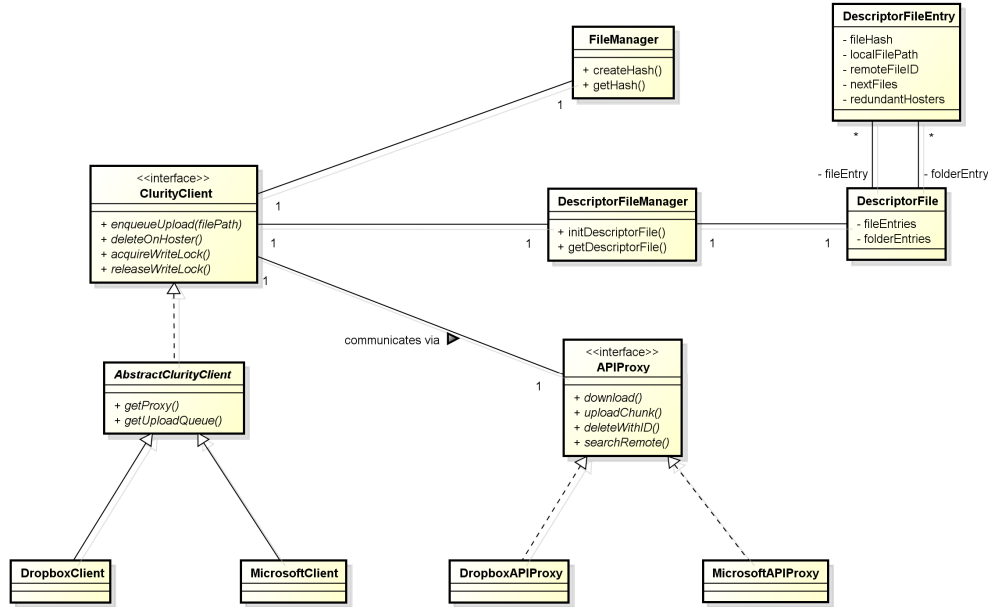 DescriptorFileEntry
- fileHash
- localFilePath
- remoteFileID
- nextFiles
- redundantHosters
FileManager
+ createHash()
+ getHash()
1
*
*
- fileEntry
- folderEntry
<<interface>>
ClurityClient
+ enqueueUpload(filePath)
+ deleteOnHoster()
+ acquireWriteLock()
+ releaseWriteLock()
1
1
1
DescriptorFileManager
+ initDescriptorFile()
+ getDescriptorFile()
1
1
1
DescriptorFile
- fileEntries
- folderEntries
communicates via
1
<<interface>>
APIProxy
+ download()
+ uploadChunk()
+ deleteWithID()
+ searchRemote()
AbstractClurityClient
+ getProxy()
+ getUploadQueue()
DropboxClient
MicrosoftClient
DropboxAPIProxy
MicrosoftAPIProxy